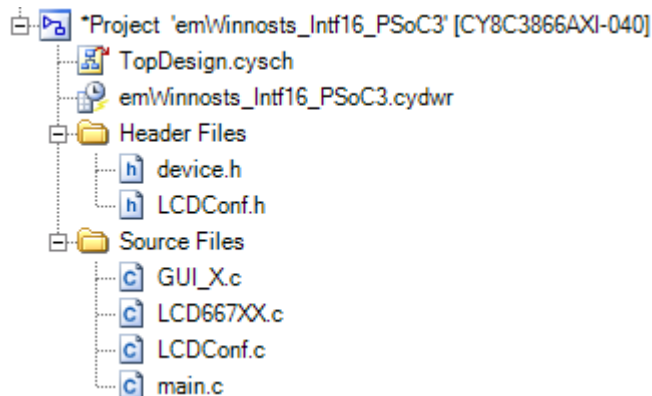 *Project 'emWinnosts_Intf16_PSoC3' [CY8C3866AXI-040]
TopDesign.cysch
emWinnosts_Intf16_PSoC3.cydwr
Header Files
h device.h
h LCDConf.h
Source Files
c GUI_X.c
c LCD667XX.c
c LCDConf.c
c main.c